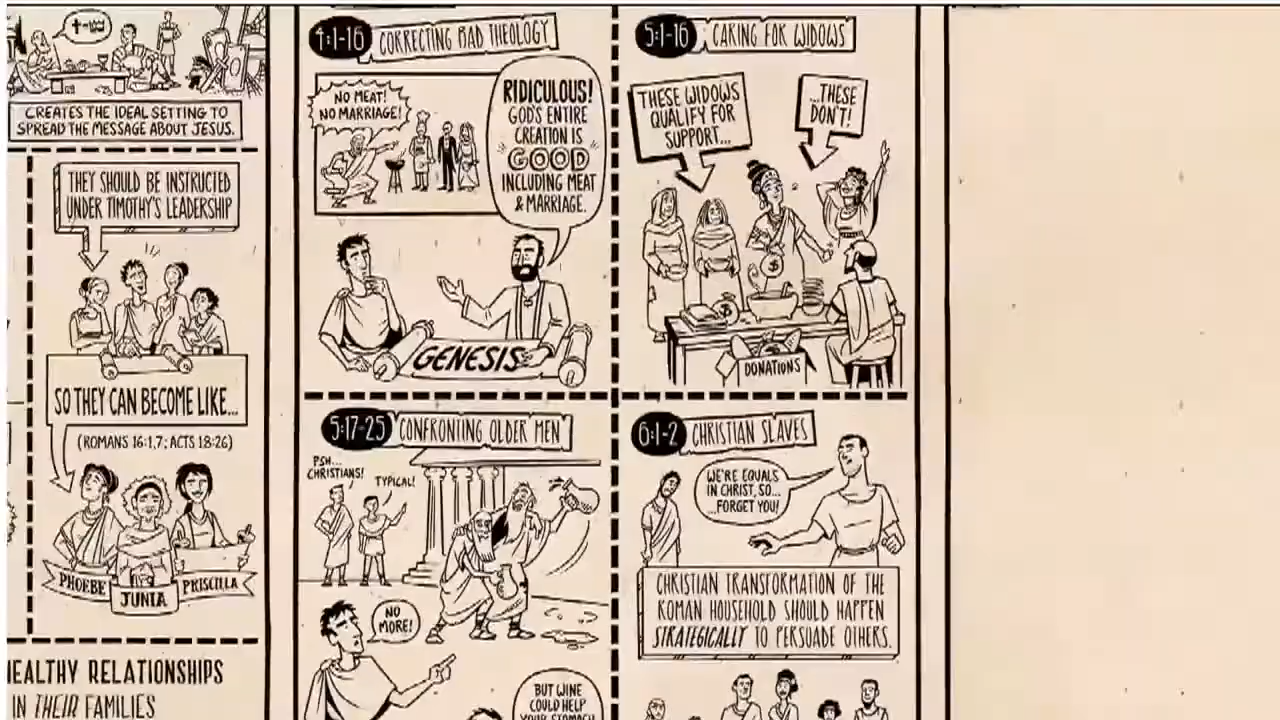 CREATES THE IDEAL SETTING TO
SPREAD THE MESSAGE ABOUT JESUS.
THEY SHOULD BE INSTRUCTED
UNDER TIMOTHY'S LEADERSHIP
SO THEY CAN BECOME LIKE...
(ROMANS 16:1,7; ACTS 18:26)
PHOEBE
JUNIA
PRISCILLA
HEALTHY RELATIONSHIPS
IN THEIR FAMILIES
4:1-16 CORRECTING BAD THEOLOGY
NO MEAT!
NO MARRIAGE!
RIDICULOUS!
GOD'S ENTIRE
CREATION IS
GOOD
INCLUDING MEAT
& MARRIAGE.
GENESIS
5:1-16 CARING FOR WIDOWS
THESE WIDOWS
QUALIFY FOR
SUPPORT...
...THESE
DON'T!
$
$
DONATIONS
5:17-25 CONFRONTING OLDER MEN
PSH...
CHRISTIANS!
TYPICAL!
NO
MORE!
BUT WINE
COULD HELP
YOUR STOMACH
6:1-2 CHRISTIAN SLAVES
WE'RE EQUALS
IN CHRIST, SO...
...FORGET YOU!
CHRISTIAN TRANSFORMATION OF THE
ROMAN HOUSEHOLD SHOULD HAPPEN
STRATEGICALLY TO PERSUADE OTHERS.